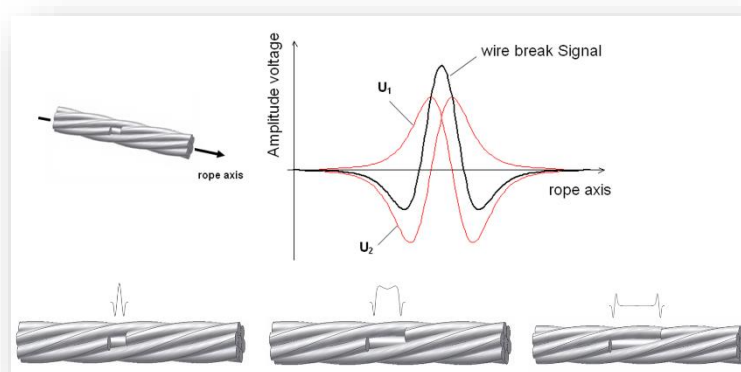 Amplitude voltage
wire break Signal
U1
U2
rope axis
rope axis